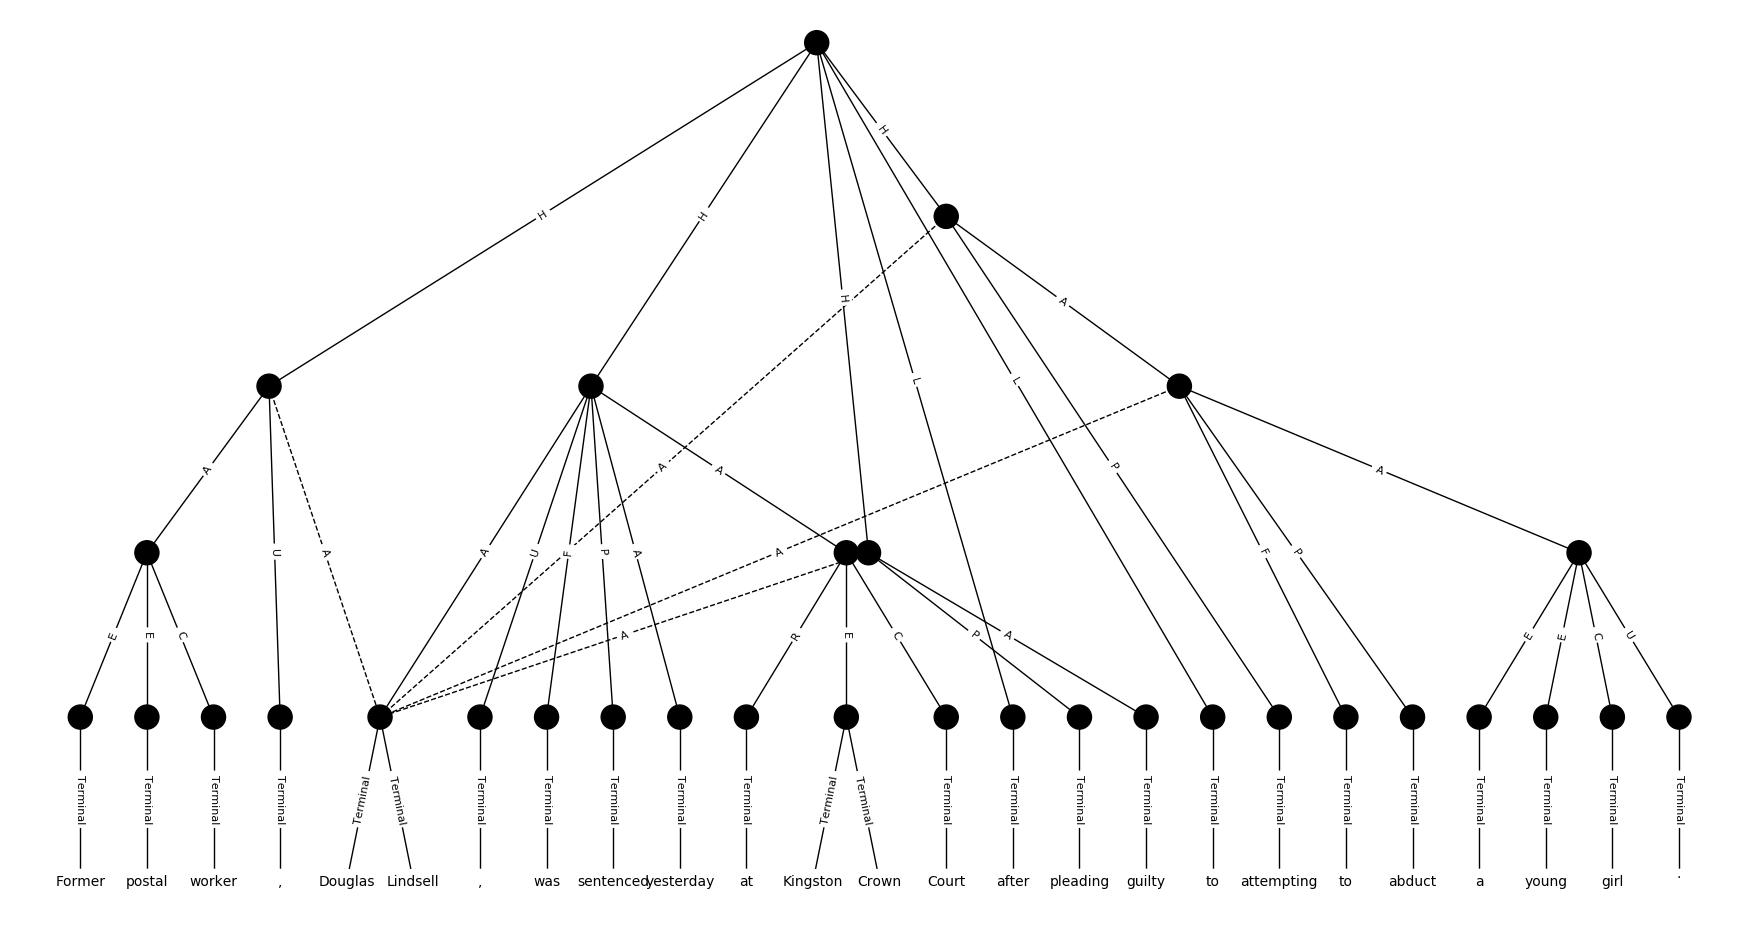 H
H H
H
A
L L
A A P
A
A U A A U F P A A F P
E E C A R E C P A E E C U
Terminal Terminal Terminal Terminal Terminal Terminal Terminal Terminal Terminal Terminal Terminal Terminal Terminal Terminal Terminal Terminal Terminal Terminal Terminal Terminal Terminal Terminal Terminal Terminal Terminal
Former postal worker , Douglas Lindsell , was sentenced yesterday at Kingston Crown Court after pleading guilty to attempting to abduct a young girl .